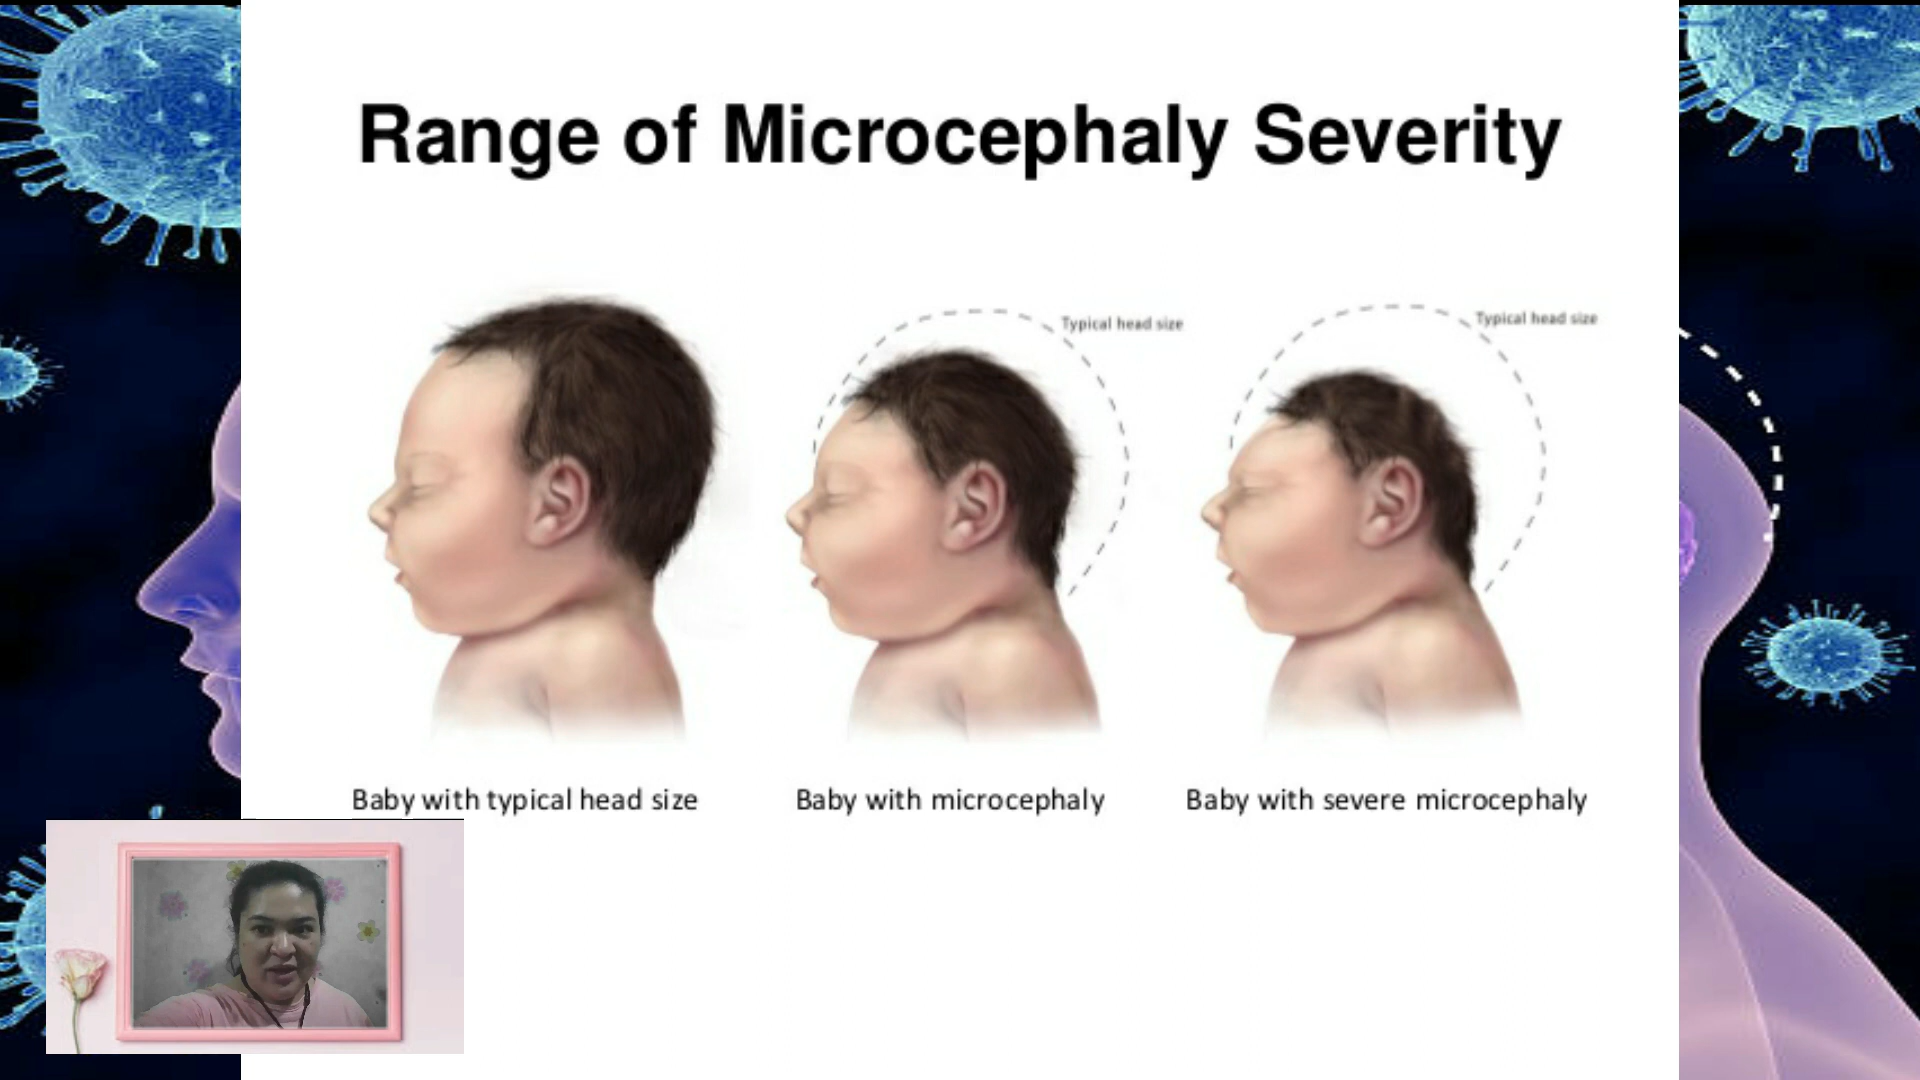 Range of Microcephaly Severity
Typical head size
Typical head size
Baby with typical head size
Baby with microcephaly
Baby with severe microcephaly